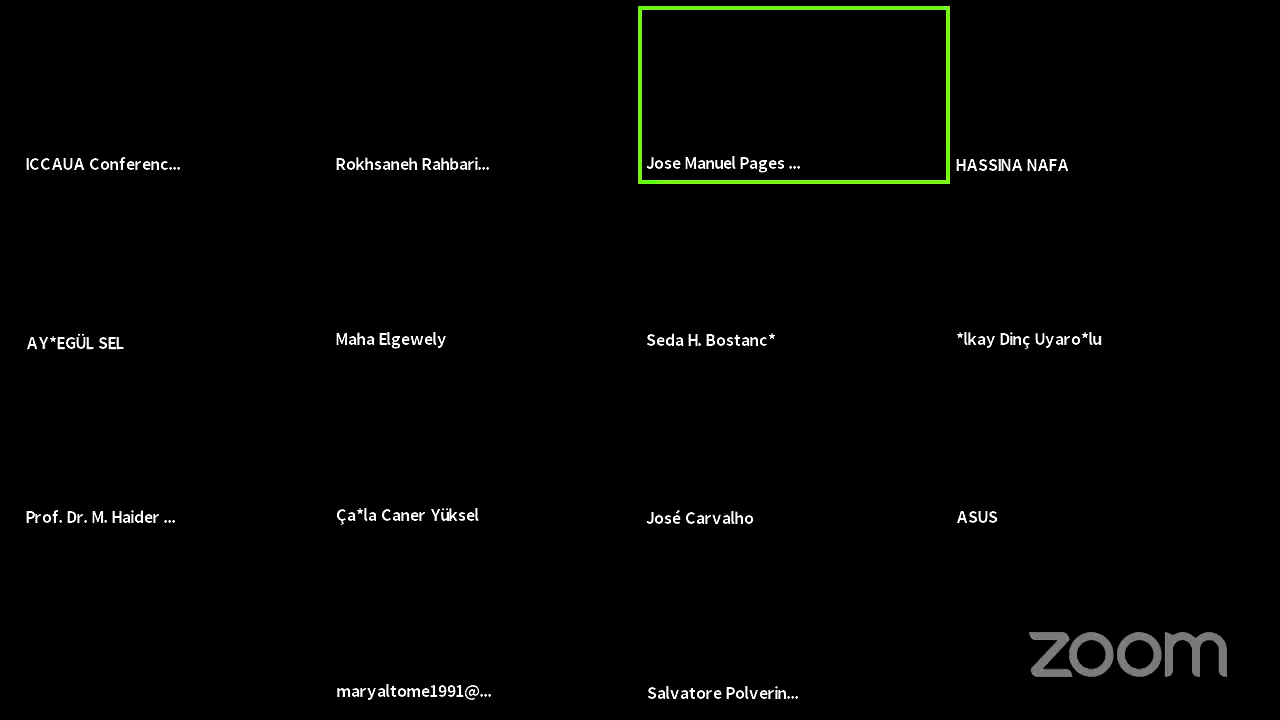 ICCAUA Conferenc...
Rokhsaneh Rahbari...
Jose Manuel Pages ...
HASSINA NAFA
AY*EGÜL SEL
Maha Elgewely
Seda H. Bostanc*
*lkay Dinç Uyaro*lu
Prof. Dr. M. Haider ...
Ça*la Caner Yüksel
José Carvalho
ASUS
maryaltome1991@...
Salvatore Polverin...
zoom